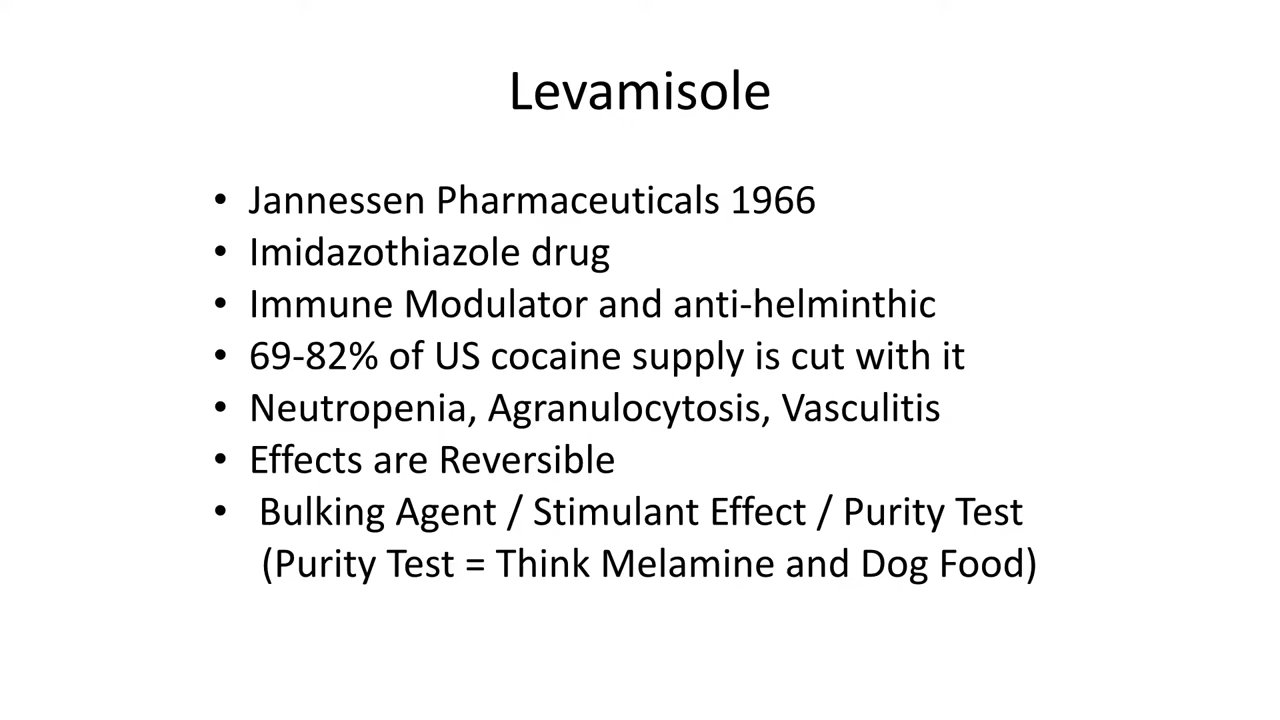 Levamisole
• Jannessen Pharmaceuticals 1966
• Imidazothiazole drug
• Immune Modulator and anti-helminthic
• 69-82% of US cocaine supply is cut with it
• Neutropenia, Agranulocytosis, Vasculitis
• Effects are Reversible
• Bulking Agent / Stimulant Effect / Purity Test
(Purity Test = Think Melamine and Dog Food)